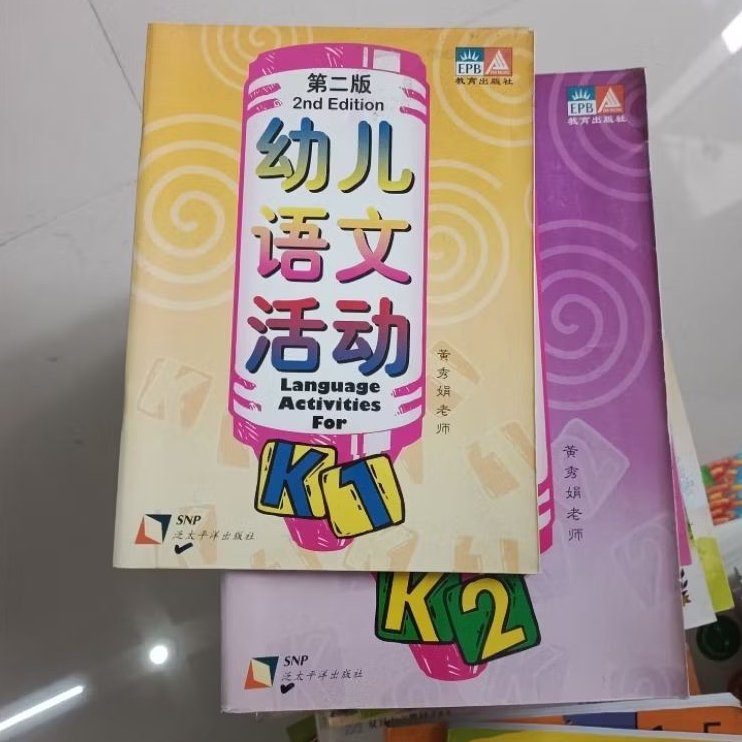 第二版
2nd Edition
幼儿
语文
活动
Language
Activities
For
K1
EPB
教育出版社
黄秀娟老师
SNP
泛太平洋出版社
EPB
教育出版社
黄秀娟老师
K2
SNP
泛太平洋出版社